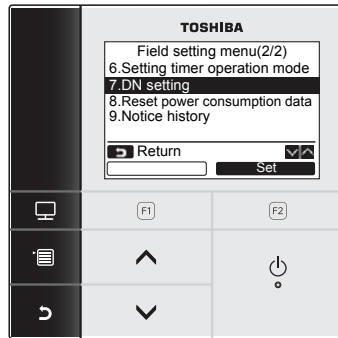 TOSHIBA
Field setting menu(2/2)
6.Setting timer operation mode
7.DN setting
8.Reset power consumption data
9.Notice history
Return
Set
F1
F2